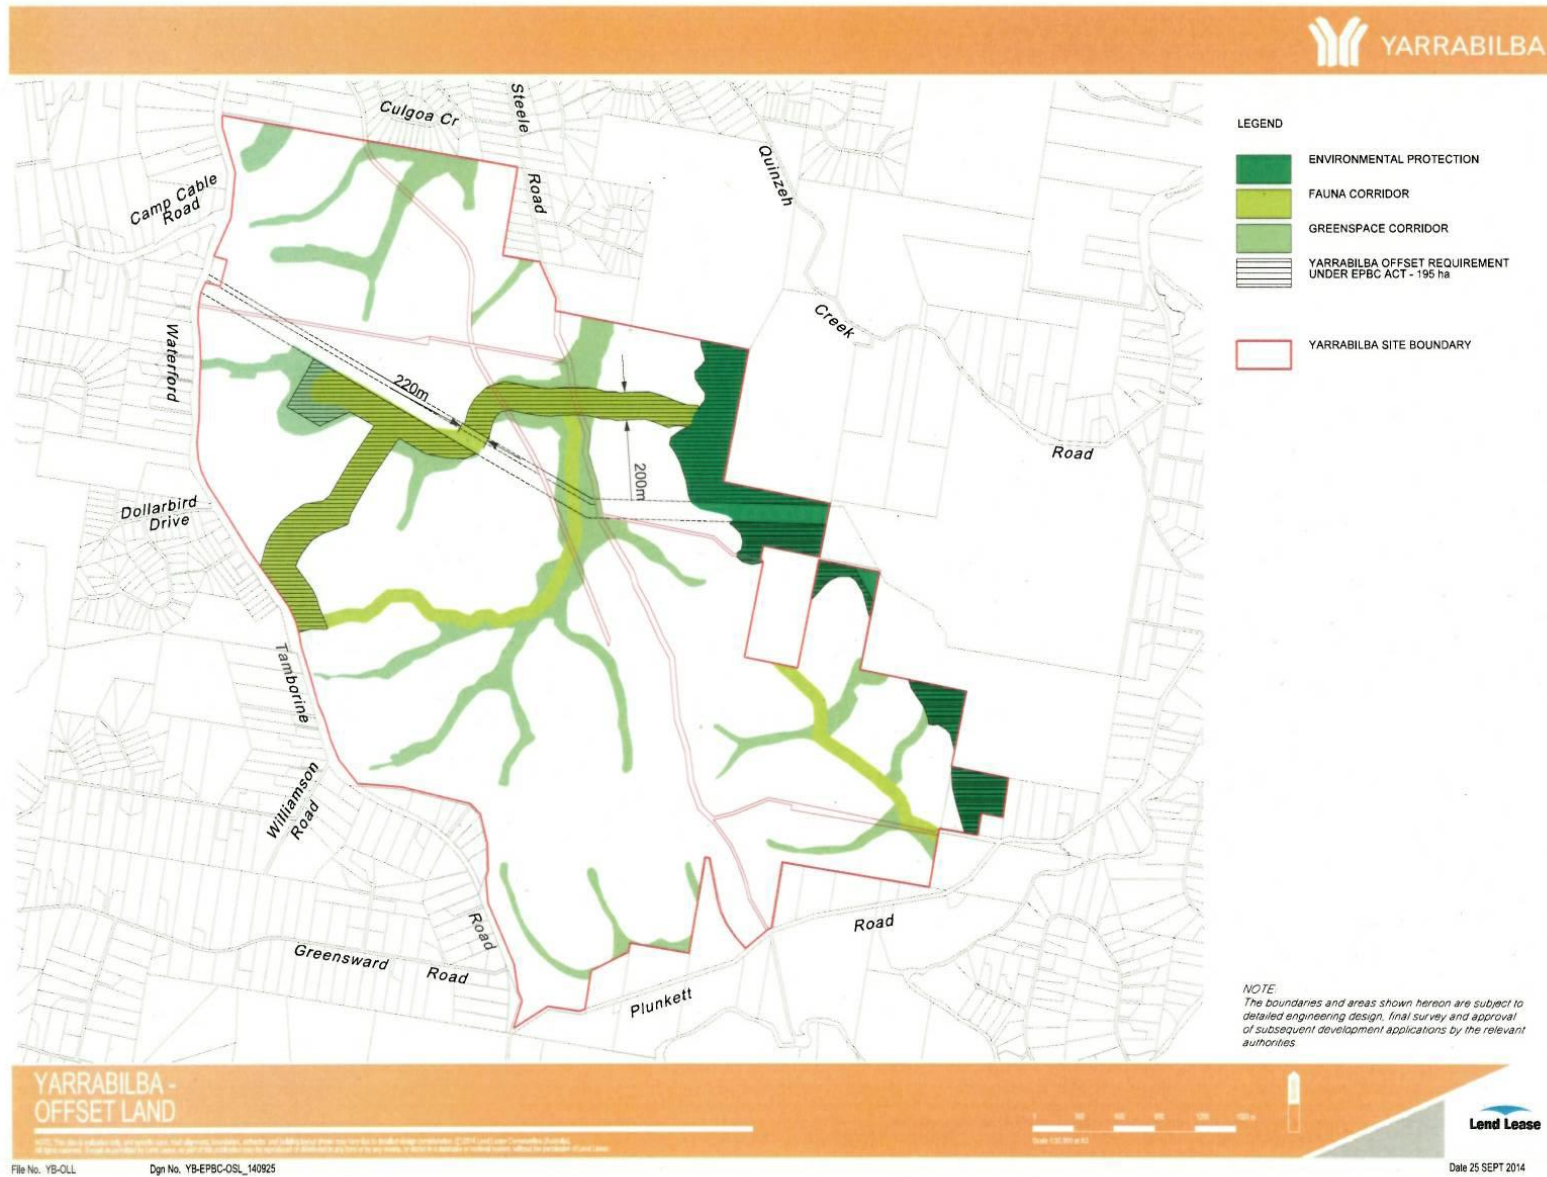 YARRABILBA
Culgoa Cr
Steele
Road
Quinzeh
Camp Cable
Road
Creek
Road
Waterford
220m
200m
Dollarbird
Drive
Tamborine
Williamson
Road
Road
Greensward Road
Plunkett
Road
LEGEND
ENVIRONMENTAL PROTECTION
FAUNA CORRIDOR
GREENSPACE CORRIDOR
YARRABILBA OFFSET REQUIREMENT
UNDER EPBC ACT - 195 ha
YARRABILBA SITE BOUNDARY
NOTE:
The boundaries and areas shown hereon are subject to
detailed engineering design, final survey and approval
of subsequent development applications by the relevant
authorities.
YARRABILBA -
OFFSET LAND
Lend Lease
File No. YB-OLL
Dgn No. YB-EPBC-OSL_140925
Date 25 SEPT 2014